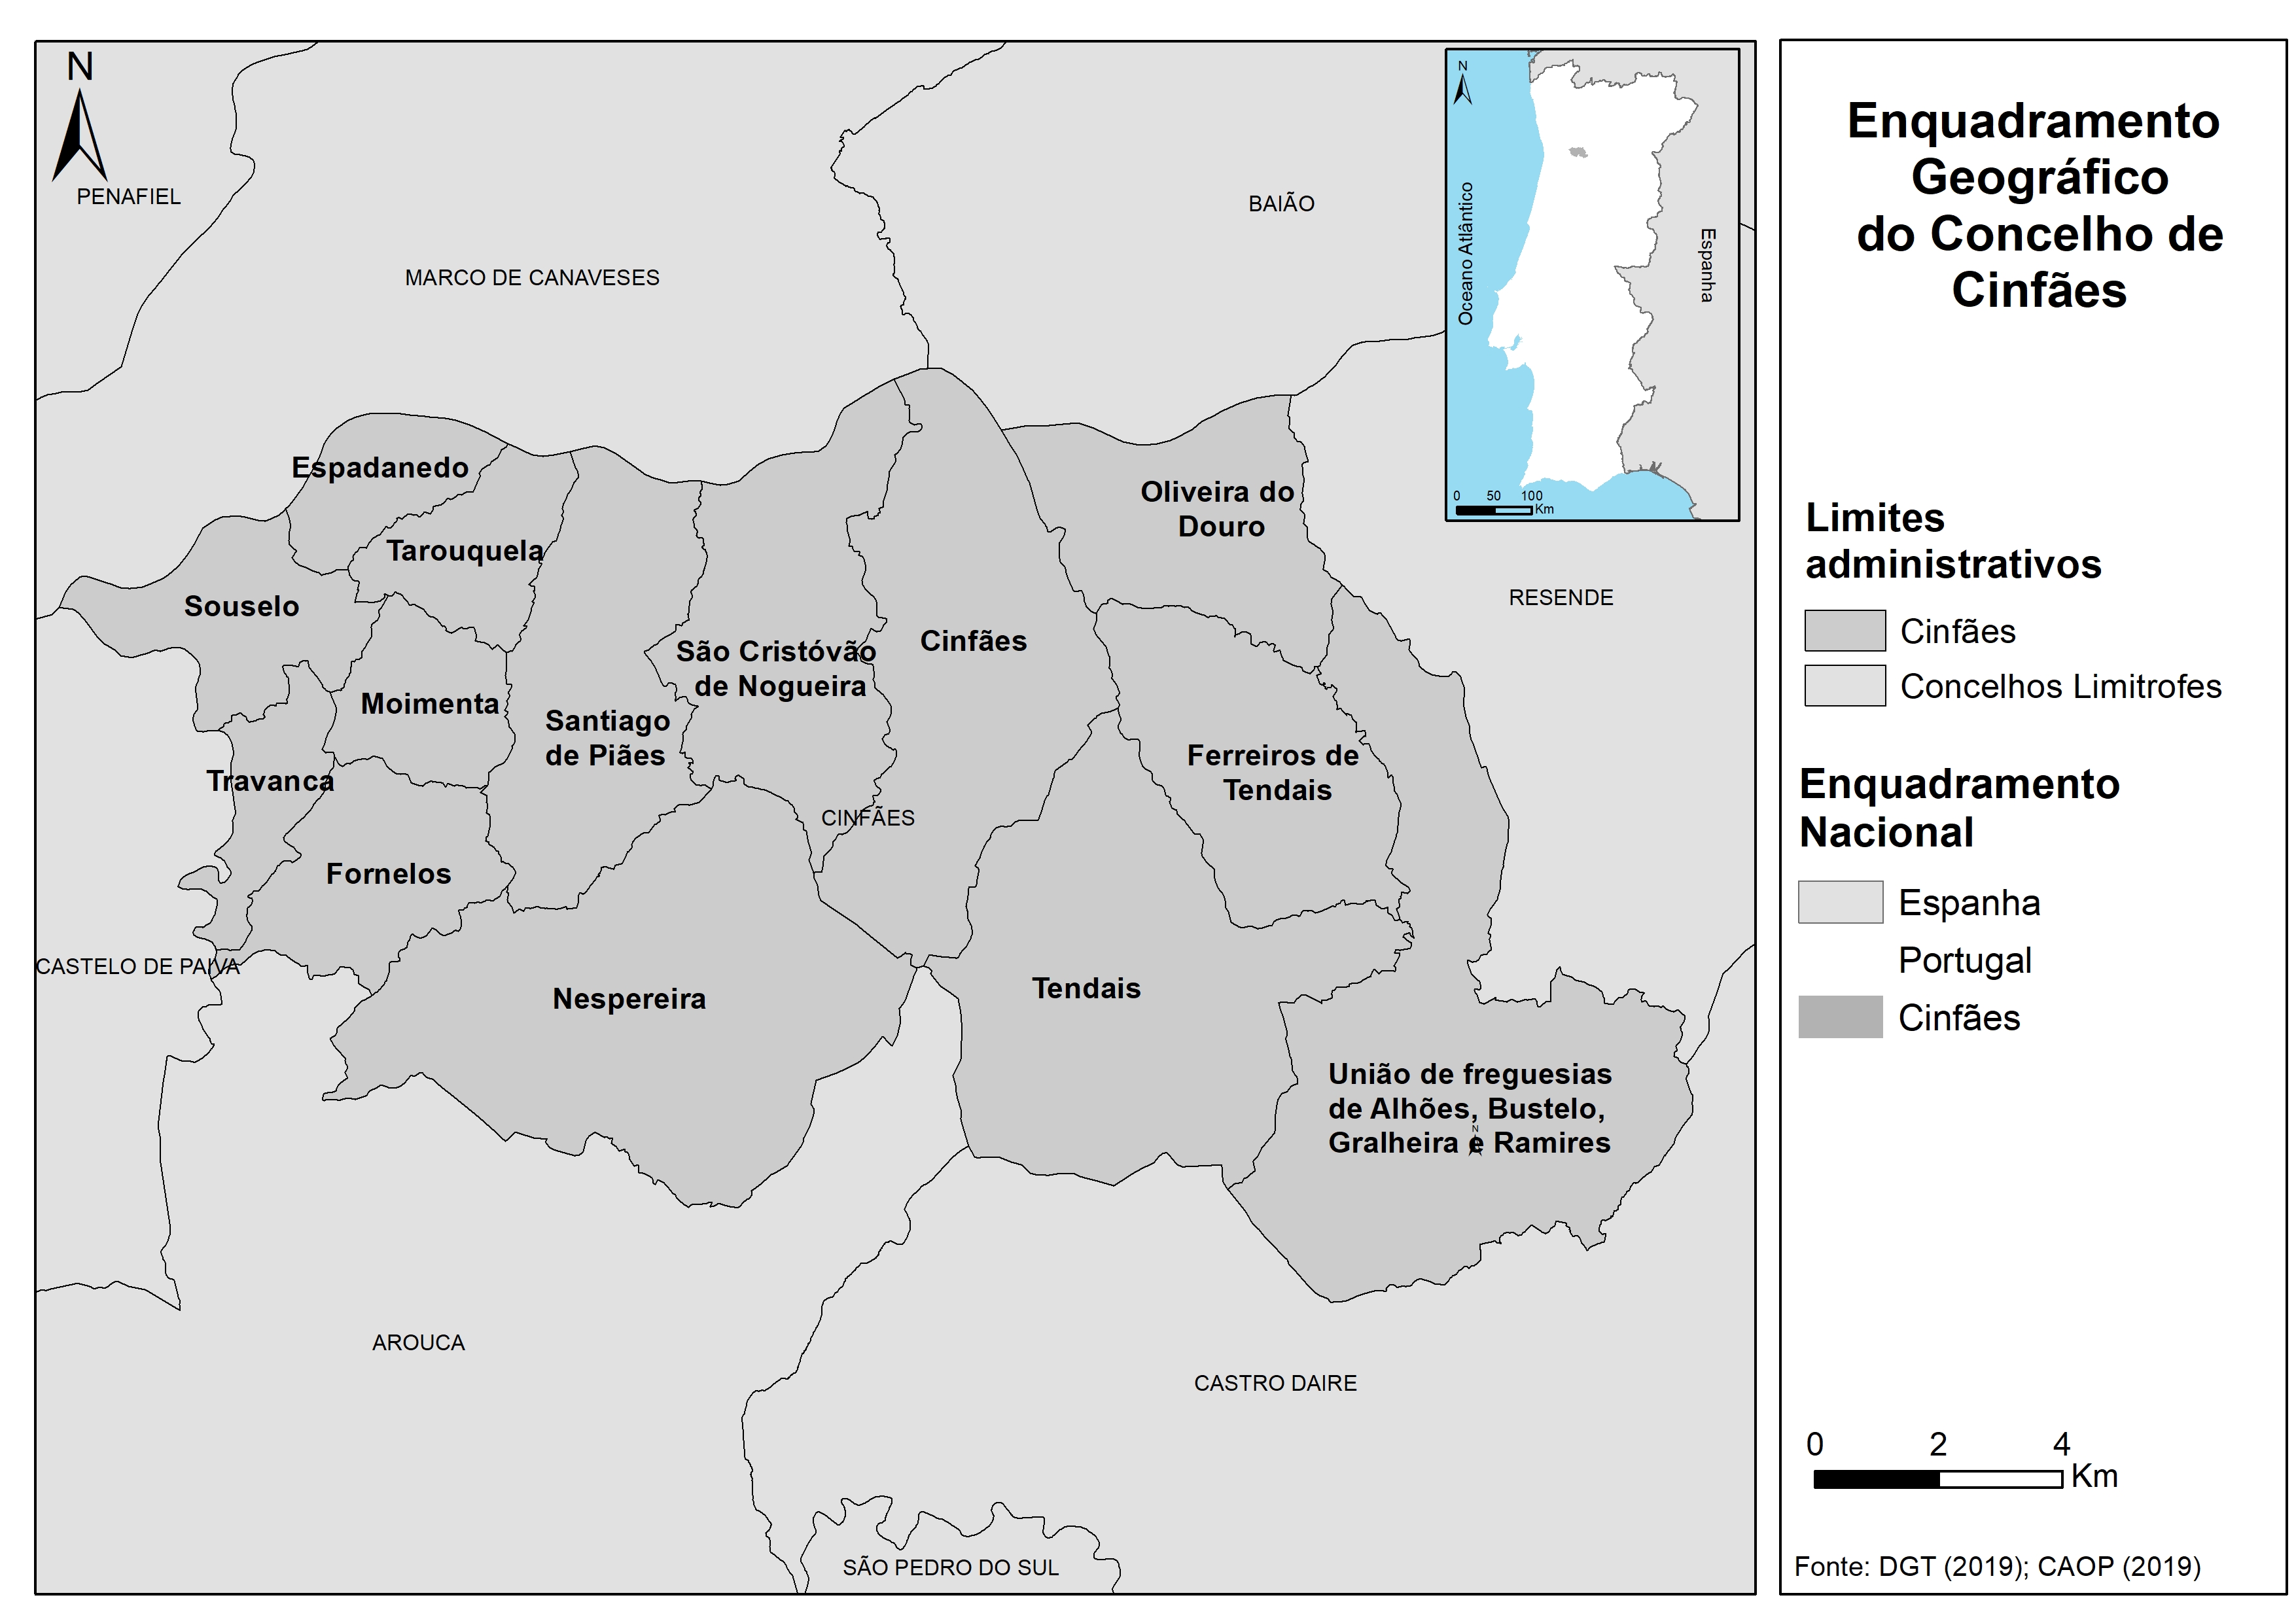 N
PENAFIEL
MARCO DE CANAVESES
BAIÃO
N
Oceano Atlântico
Espanha
0 50 100
Km
Espadanedo
Tarouquela
Souselo
Oliveira do
Douro
RESENDE
Cinfães
São Cristóvão
de Nogueira
Moimenta
Santiago
de Piães
Ferreiros de
Tendais
Travanca
CINFÃES
Fornelos
CASTELO DE PAIVA
Nespereira
Tendais
União de freguesias
de Alhões, Bustelo,
N
Gralheira e Ramires
AROUCA
CASTRO DAIRE
SÃO PEDRO DO SUL
Enquadramento
Geográfico
do Concelho de
Cinfães
Limites
administrativos
Cinfães
Concelhos Limitrofes
Enquadramento
Nacional
Espanha
Portugal
Cinfães
0 2 4
Km
Fonte: DGT (2019); CAOP (2019)